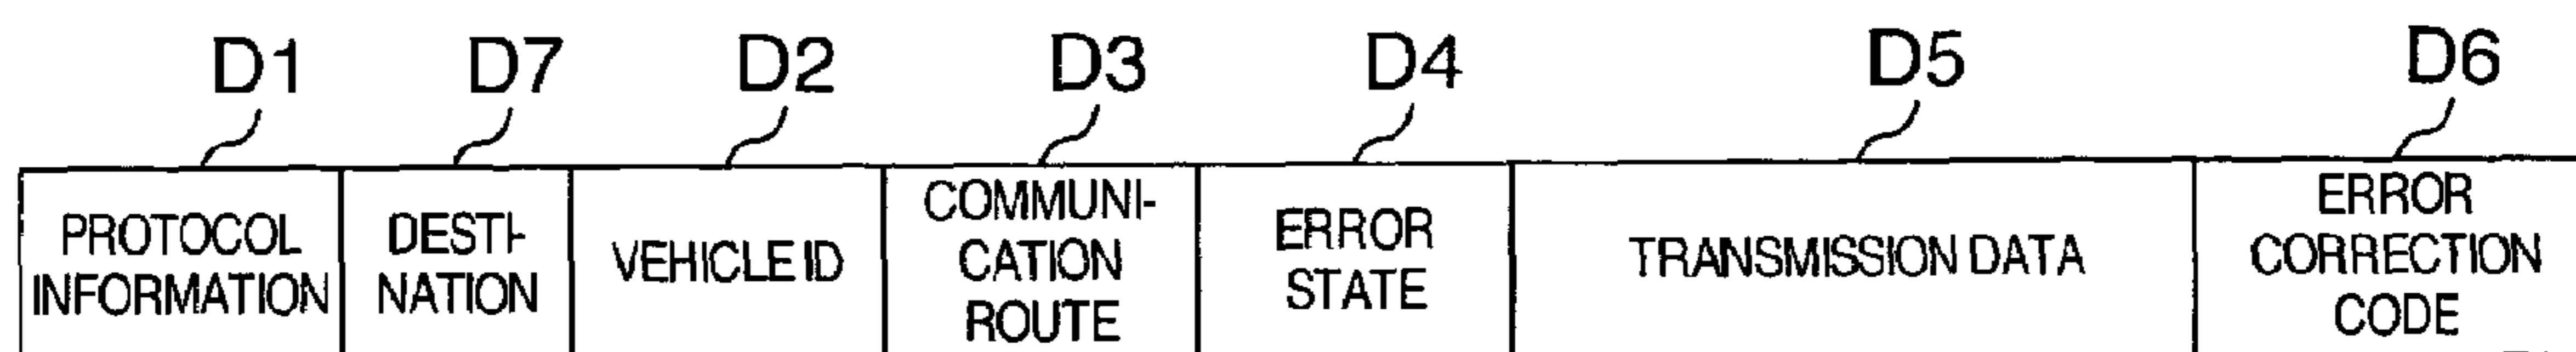 D1 D7 D2 D3 D4 D5 D6
PROTOCOL
INFORMATION
DESTI-
NATION
VEHICLE ID
COMMUNI-
CATION
ROUTE
ERROR
STATE
TRANSMISSION DATA
ERROR
CORRECTION
CODE